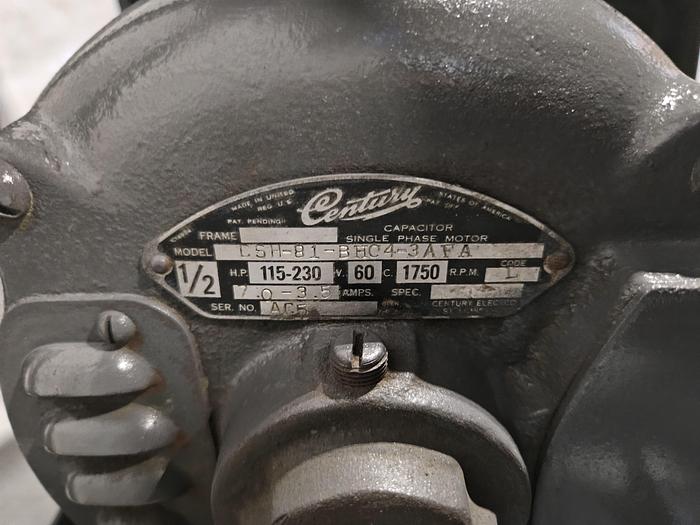 MADE IN UNITED STATES OF AMERICA
REG. U.S. PAT. OFF.
Century
PAT. PENDING
CAPACITOR
FRAME SINGLE PHASE MOTOR
MODEL CSH-81-BHC4-3AFA
1/2 H.P. 115-230 V. 60 C. 1750 R.P.M. CODE L
7.0-3.5 AMPS. SPEC.
SER. NO. AC5 CENTURY ELECTRIC